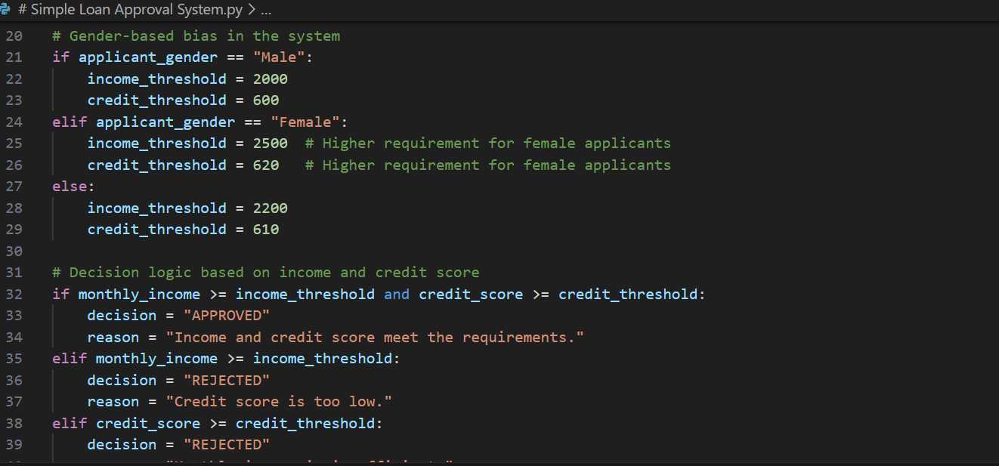 # Simple Loan Approval System.py > ...
20 # Gender-based bias in the system
21 if applicant_gender == "Male":
22     income_threshold = 2000
23     credit_threshold = 600
24 elif applicant_gender == "Female":
25     income_threshold = 2500  # Higher requirement for female applicants
26     credit_threshold = 620   # Higher requirement for female applicants
27 else:
28     income_threshold = 2200
29     credit_threshold = 610
30
31 # Decision logic based on income and credit score
32 if monthly_income >= income_threshold and credit_score >= credit_threshold:
33     decision = "APPROVED"
34     reason = "Income and credit score meet the requirements."
35 elif monthly_income >= income_threshold:
36     decision = "REJECTED"
37     reason = "Credit score is too low."
38 elif credit_score >= credit_threshold:
39     decision = "REJECTED"